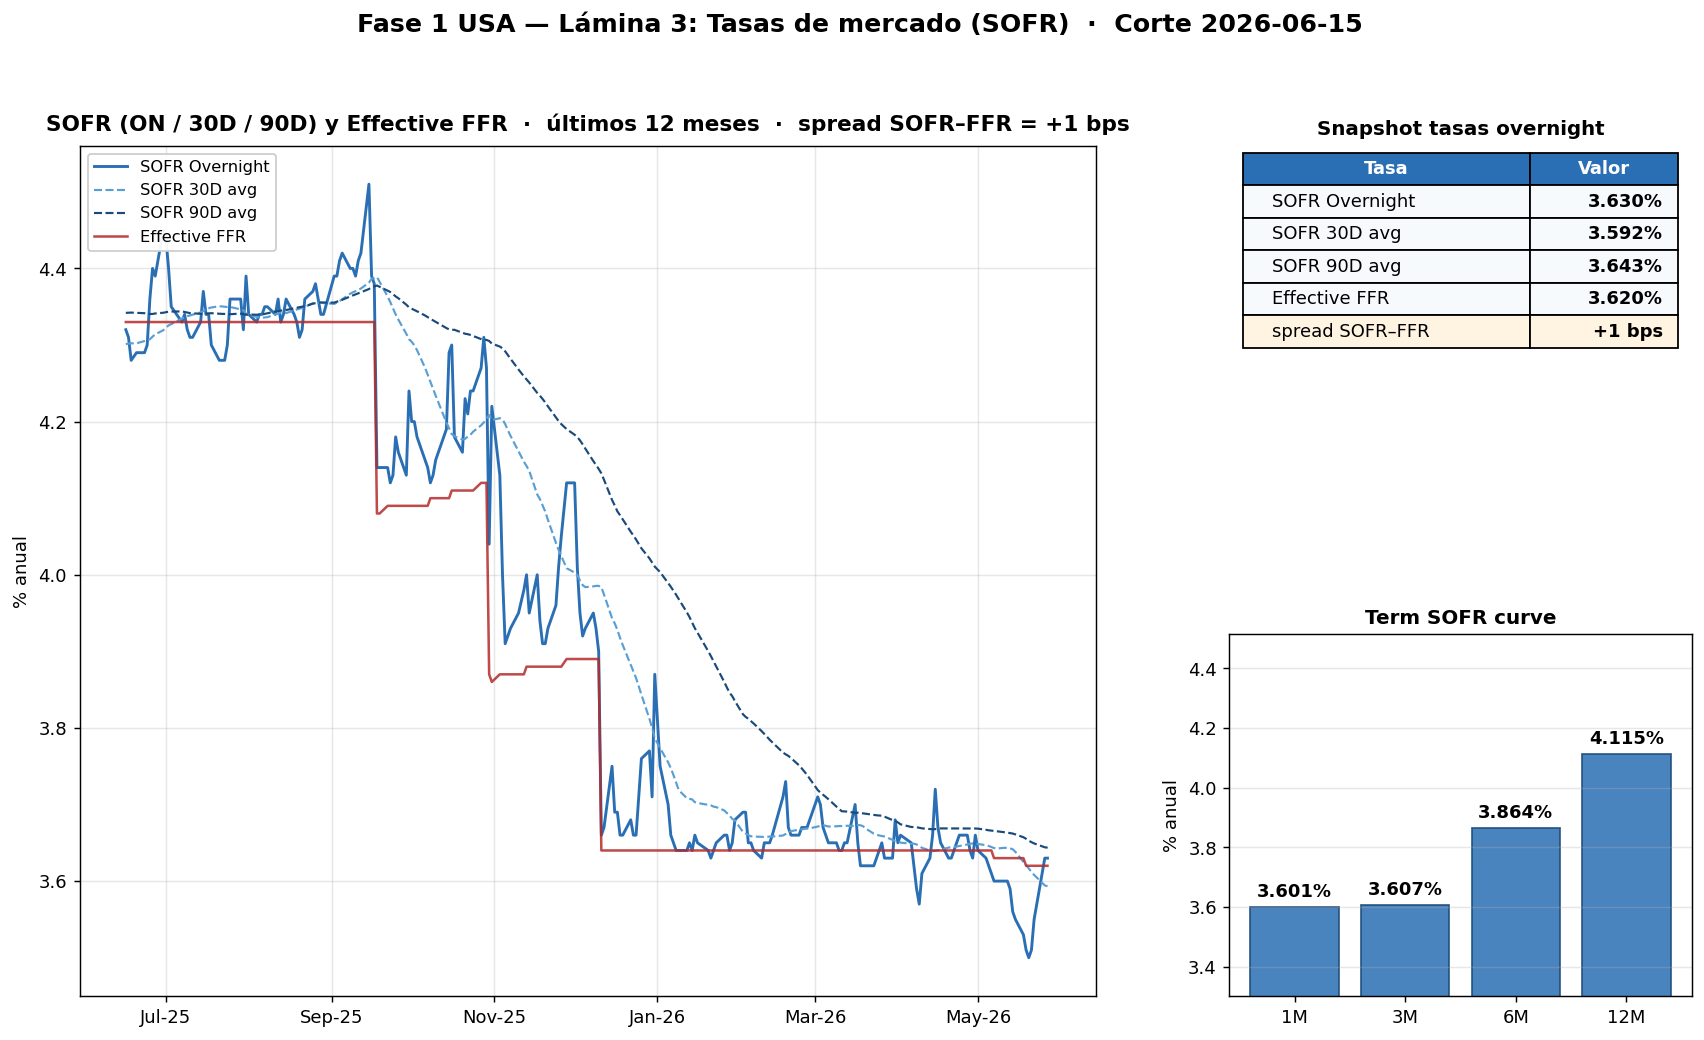 Fase 1 USA — Lámina 3: Tasas de mercado (SOFR)  ·  Corte 2026-06-15
SOFR (ON / 30D / 90D) y Effective FFR  ·  últimos 12 meses  ·  spread SOFR–FFR = +1 bps
SOFR Overnight
SOFR 30D avg
SOFR 90D avg
Effective FFR
% anual
4.4
4.2
4.0
3.8
3.6
Jul-25
Sep-25
Nov-25
Jan-26
Mar-26
May-26
Snapshot tasas overnight
Tasa Valor
SOFR Overnight 3.630%
SOFR 30D avg 3.592%
SOFR 90D avg 3.643%
Effective FFR 3.620%
spread SOFR–FFR +1 bps
Term SOFR curve
% anual
4.4
4.2
4.0
3.8
3.6
3.4
3.601%
3.607%
3.864%
4.115%
1M
3M
6M
12M